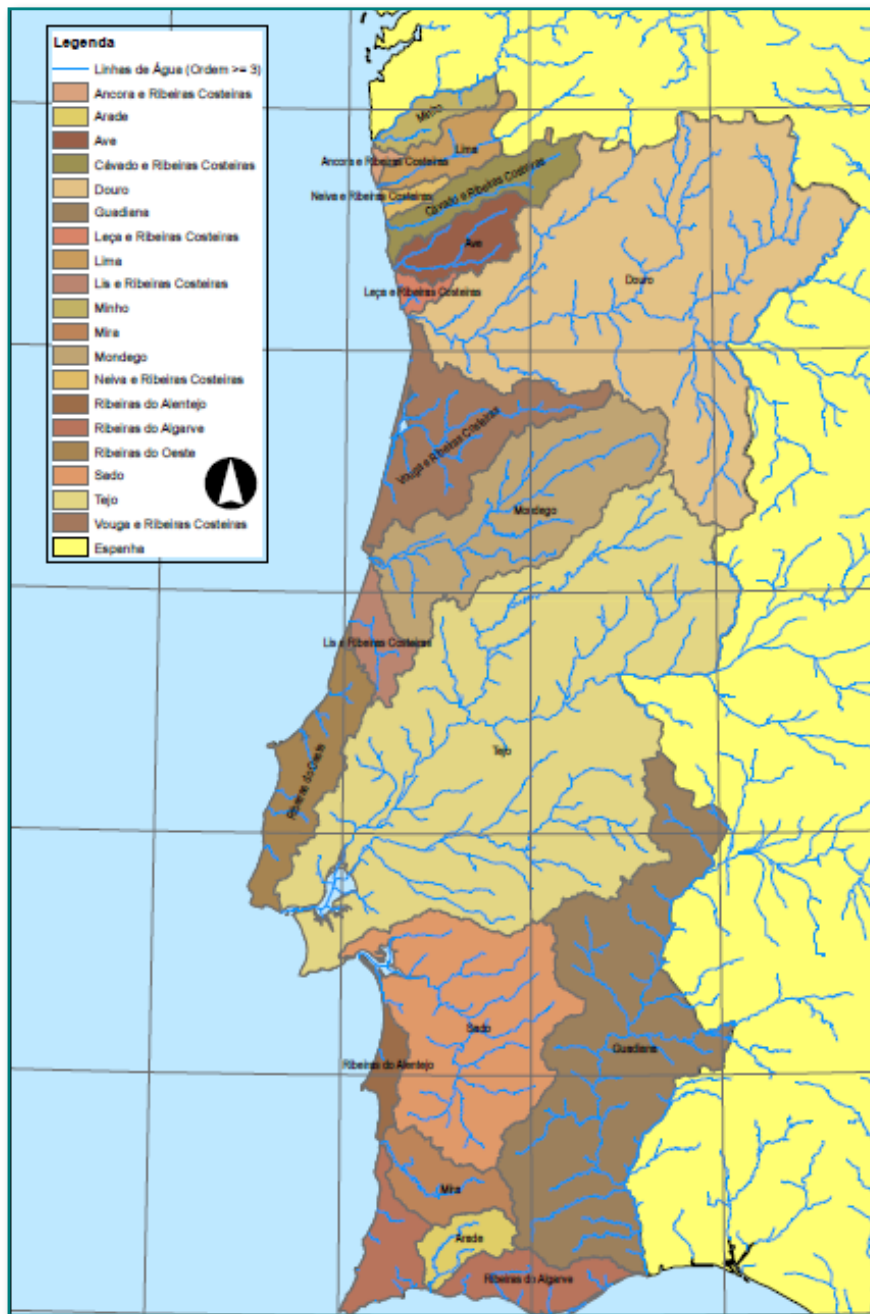 Legenda
Linhas de Água (Ordem >= 3)
Ancora e Ribeiras Costeiras
Arade
Ave
Cávado e Ribeiras Costeiras
Douro
Guadiana
Leça e Ribeiras Costeiras
Lima
Lis e Ribeiras Costeiras
Minho
Mira
Mondego
Neiva e Ribeiras Costeiras
Ribeiras do Alentejo
Ribeiras do Algarve
Ribeiras do Oeste
Sado
Tejo
Vouga e Ribeiras Costeiras
Espanha
Minho
Lima
Ancora e Ribeiras Costeiras
Neiva e Ribeiras Costeiras
Cávado e Ribeiras Costeiras
Ave
Leça e Ribeiras Costeiras
Douro
Vouga e Ribeiras Costeiras
Mondego
Lis e Ribeiras Costeiras
Tejo
Ribeiras do Oeste
Sado
Guadiana
Ribeiras do Alentejo
Mira
Arade
Ribeiras do Algarve